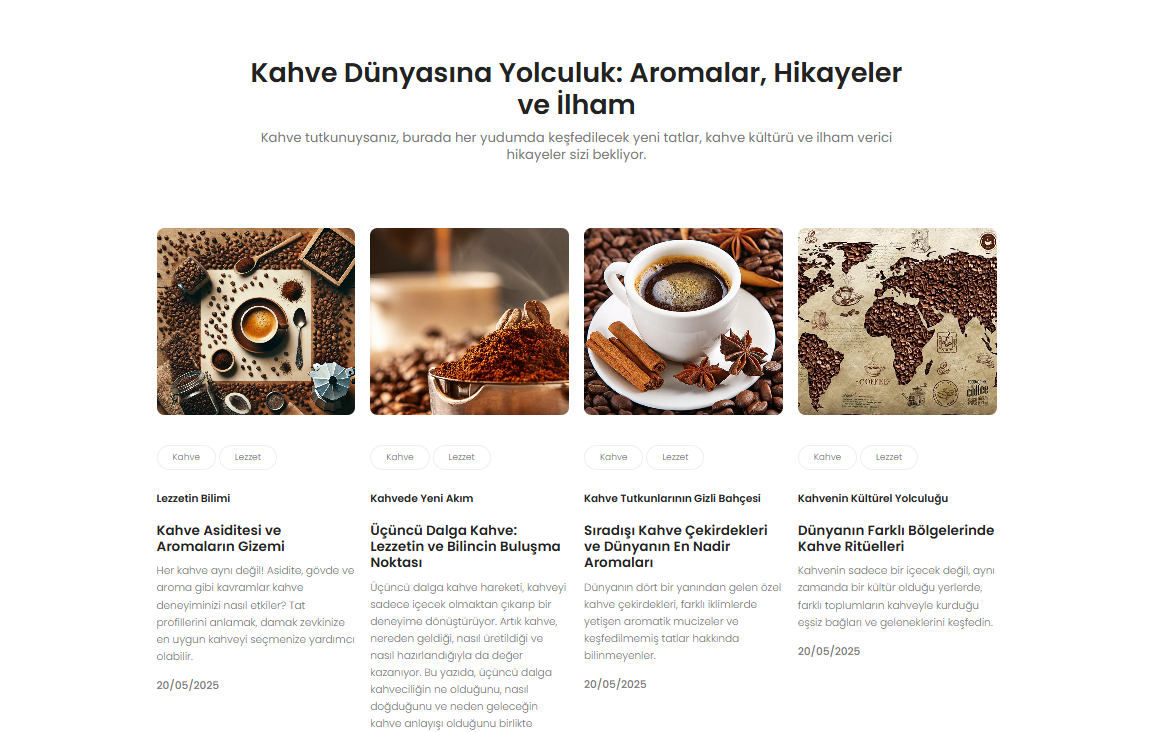 Kahve Dünyasına Yolculuk: Aromalar, Hikayeler
ve İlham
Kahve tutkunuysanız, burada her yudumda keşfedilecek yeni tatlar, kahve kültürü ve ilham verici
hikayeler sizi bekliyor.
COFFEE
coffee
Kahve
Lezzet
Lezzetin Bilimi
Kahve Asiditesi ve
Aromaların Gizemi
Her kahve aynı değil! Asidite, gövde ve
aroma gibi kavramlar kahve
deneyiminizi nasıl etkiler? Tat
profillerini anlamak, damak zevkinize
en uygun kahveyi seçmenize yardımcı
olabilir.
20/05/2025
Kahve
Lezzet
Kahvede Yeni Akım
Üçüncü Dalga Kahve:
Lezzetin ve Bilincin Buluşma
Noktası
Üçüncü dalga kahve hareketi, kahveyi
sadece içecek olmaktan çıkarıp bir
deneyime dönüştürüyor. Artık kahve,
nereden geldiği, nasıl üretildiği ve
nasıl hazırlandığıyla da değer
kazanıyor. Bu yazıda, üçüncü dalga
kahveciliğin ne olduğunu, nasıl
doğduğunu ve neden geleceğin
kahve anlayışı olduğunu birlikte
Kahve
Lezzet
Kahve Tutkunlarının Gizli Bahçesi
Sıradışı Kahve Çekirdekleri
ve Dünyanın En Nadir
Aromaları
Dünyanın dört bir yanından gelen özel
kahve çekirdekleri, farklı iklimlerde
yetişen aromatik mucizeler ve
keşfedilmemiş tatlar hakkında
bilinmeyenler.
20/05/2025
Kahve
Lezzet
Kahvenin Kültürel Yolculuğu
Dünyanın Farklı Bölgelerinde
Kahve Ritüelleri
Kahvenin sadece bir içecek değil, aynı
zamanda bir kültür olduğu yerlerde,
farklı toplumların kahveyle kurduğu
eşsiz bağları ve geleneklerini keşfedin.
20/05/2025